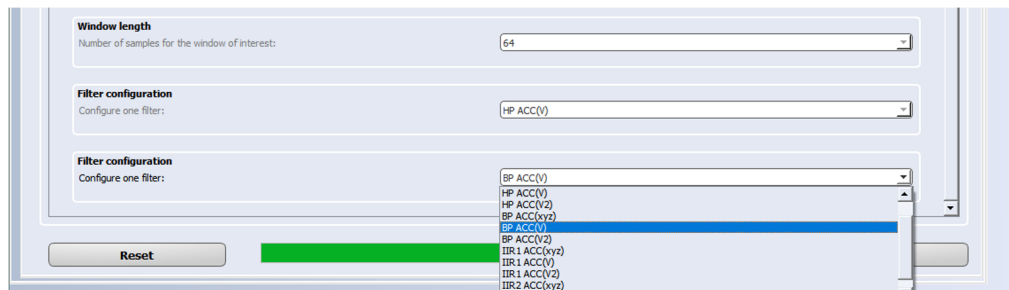 Window length
Number of samples for the window of interest:
64
Filter configuration
Configure one filter:
HP ACC(V)
Filter configuration
Configure one filter:
BP ACC(V)
HP ACC(V)
HP ACC(V2)
BP ACC(xyz)
BP ACC(V)
BP ACC(V2)
IIR1 ACC(xyz)
IIR1 ACC(V)
IIR1 ACC(V2)
IIR2 ACC(xyz)
Reset